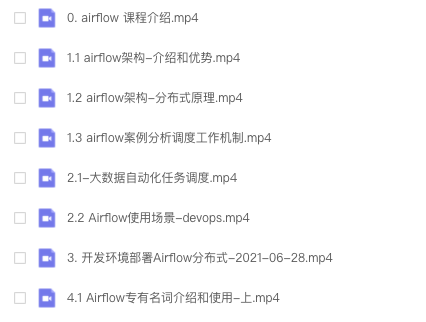 0. airflow 课程介绍.mp4
1.1 airflow架构-介绍和优势.mp4
1.2 airflow架构-分布式原理.mp4
1.3 airflow案例分析调度工作机制.mp4
2.1-大数据自动化任务调度.mp4
2.2 Airflow使用场景-devops.mp4
3. 开发环境部署Airflow分布式-2021-06-28.mp4
4.1 Airflow专有名词介绍和使用-上.mp4